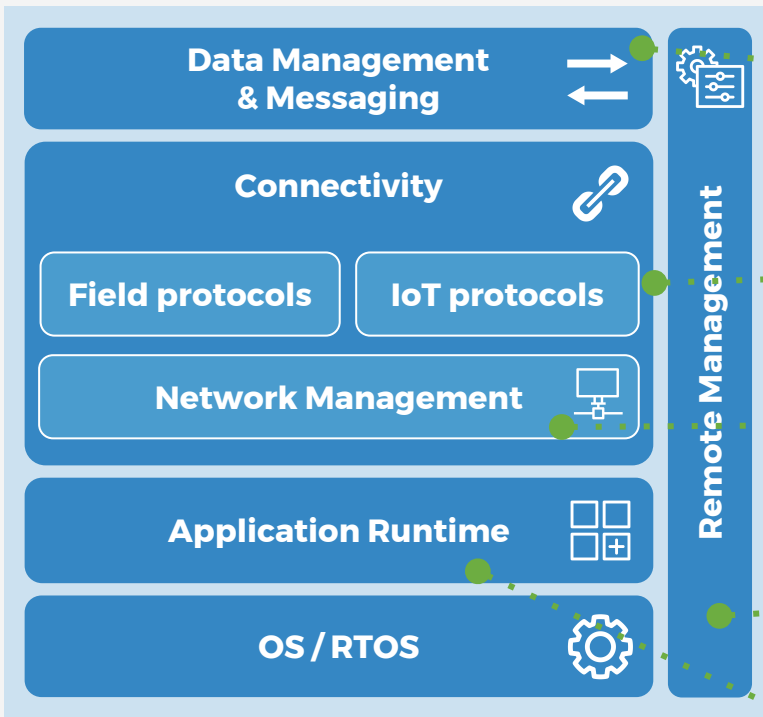 Data Management
& Messaging
Connectivity
Field protocols
IoT protocols
Network Management
Application Runtime
OS / RTOS
Remote Management